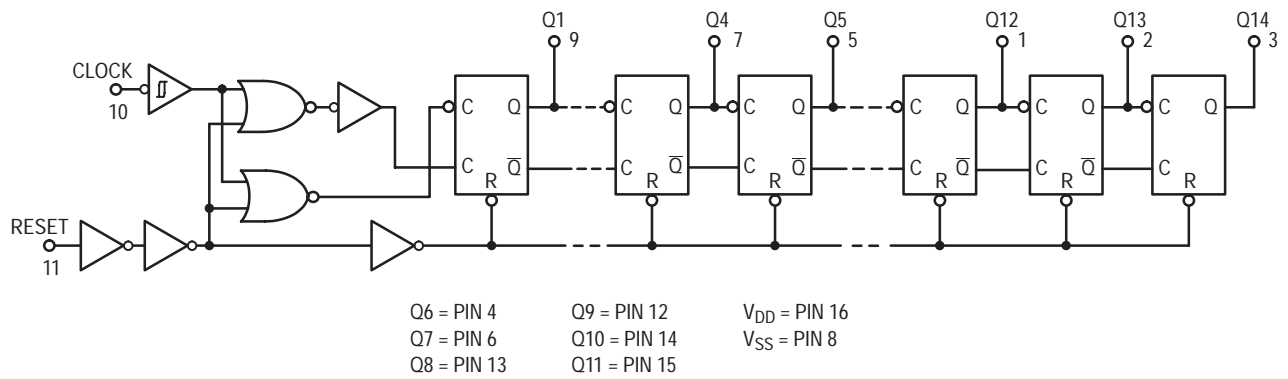 Q1 Q4 Q5 Q12 Q13 Q14
9 7 5 1 2 3
CLOCK
10
C Q C Q C Q C Q C Q C Q
C Q̅ C Q̅ C Q̅ C Q̅ C Q̅ C
R R R R R R
RESET
11
Q6 = PIN 4 Q9 = PIN 12 VDD = PIN 16
Q7 = PIN 6 Q10 = PIN 14 VSS = PIN 8
Q8 = PIN 13 Q11 = PIN 15